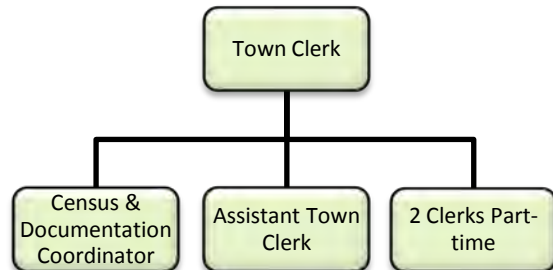 Town Clerk
Census &
Documentation
Coordinator
Assistant Town
Clerk
2 Clerks Part-
time